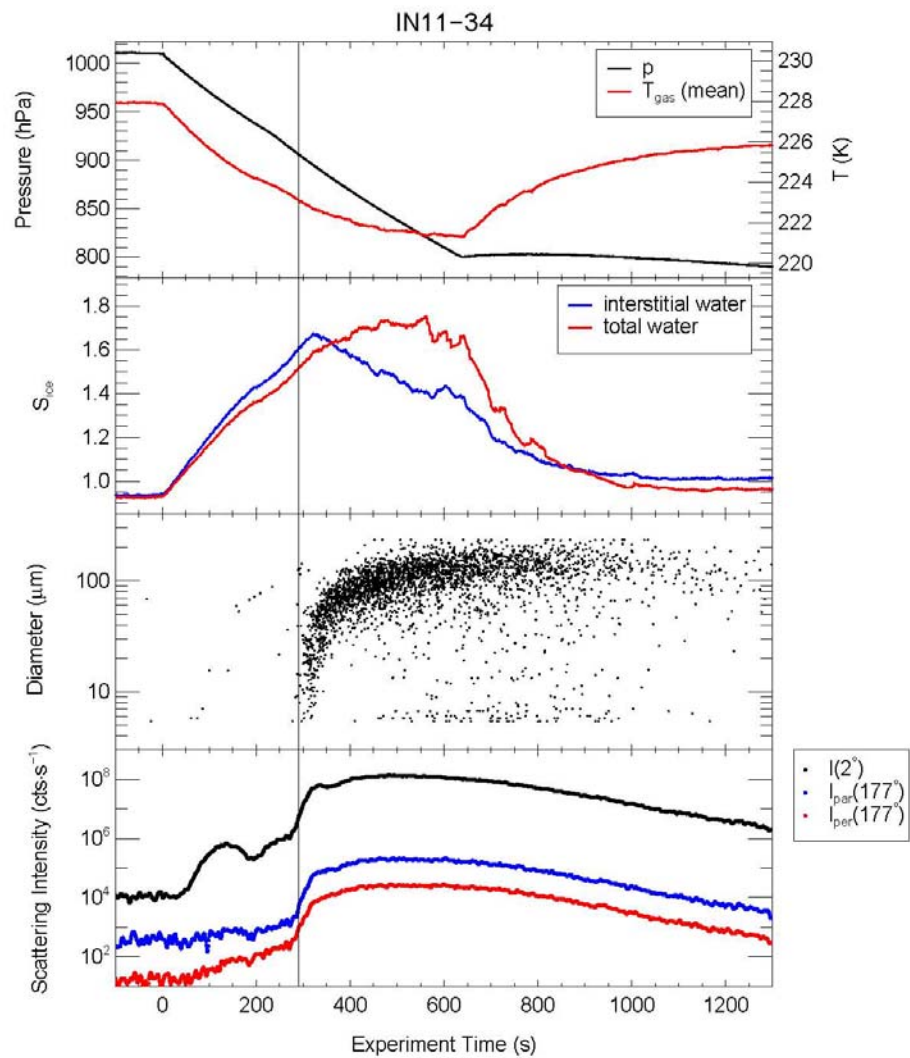 IN11−34
1000
950
900
850
800
Pressure (hPa)
p
T_gas (mean)
230
228
226
224
222
220
T (K)
1.8
1.6
1.4
1.2
1.0
S_ice
interstitial water
total water
100
10
Diameter (µm)
10^8
10^6
10^4
10^2
Scattering Intensity (cts·s^−1)
I(2°)
I_par(177°)
I_per(177°)
0 200 400 600 800 1000 1200
Experiment Time (s)